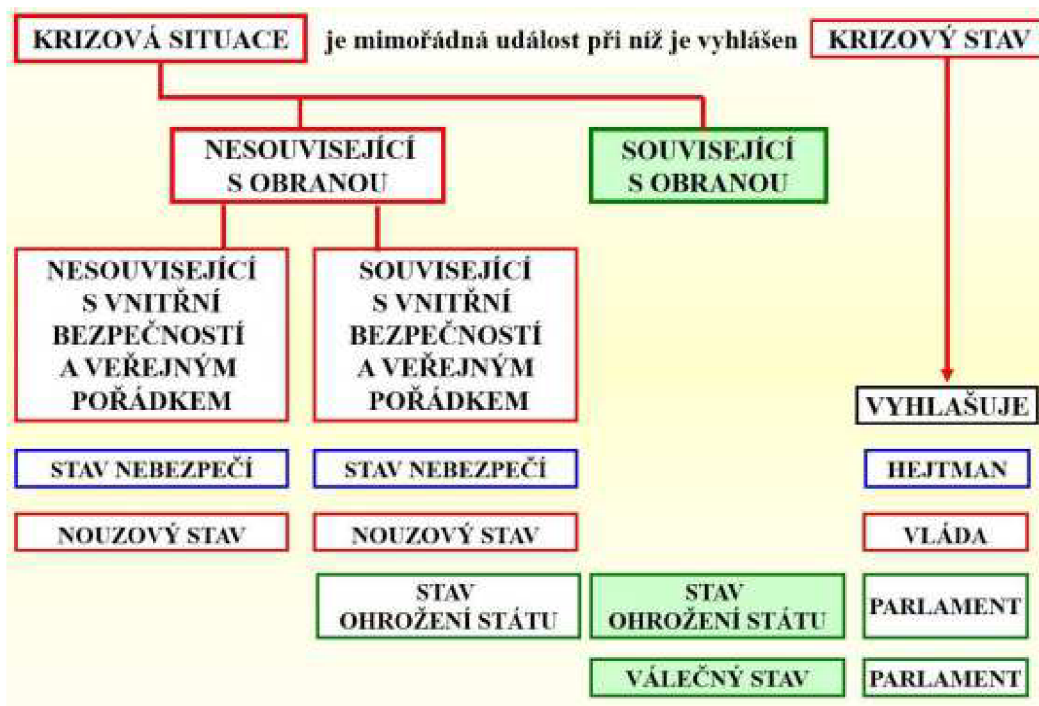 KRIZOVÁ SITUACE je mimořádná událost při níž je vyhlášen KRIZOVÝ STAV
NESOUVISEJÍCÍ
S OBRANOU
SOUVISEJÍCÍ
S OBRANOU
NESOUVISEJÍCÍ
S VNITŘNÍ
BEZPEČNOSTÍ
A VEŘEJNÝM
POŘÁDKEM
SOUVISEJÍCÍ
S VNITŘNÍ
BEZPEČNOSTÍ
A VEŘEJNÝM
POŘÁDKEM
VYHLAŠUJE
STAV NEBEZPEČÍ
STAV NEBEZPEČÍ
HEJTMAN
NOUZOVÝ STAV
NOUZOVÝ STAV
VLÁDA
STAV
OHROŽENÍ STÁTU
STAV
OHROŽENÍ STÁTU
PARLAMENT
VÁLEČNÝ STAV
PARLAMENT